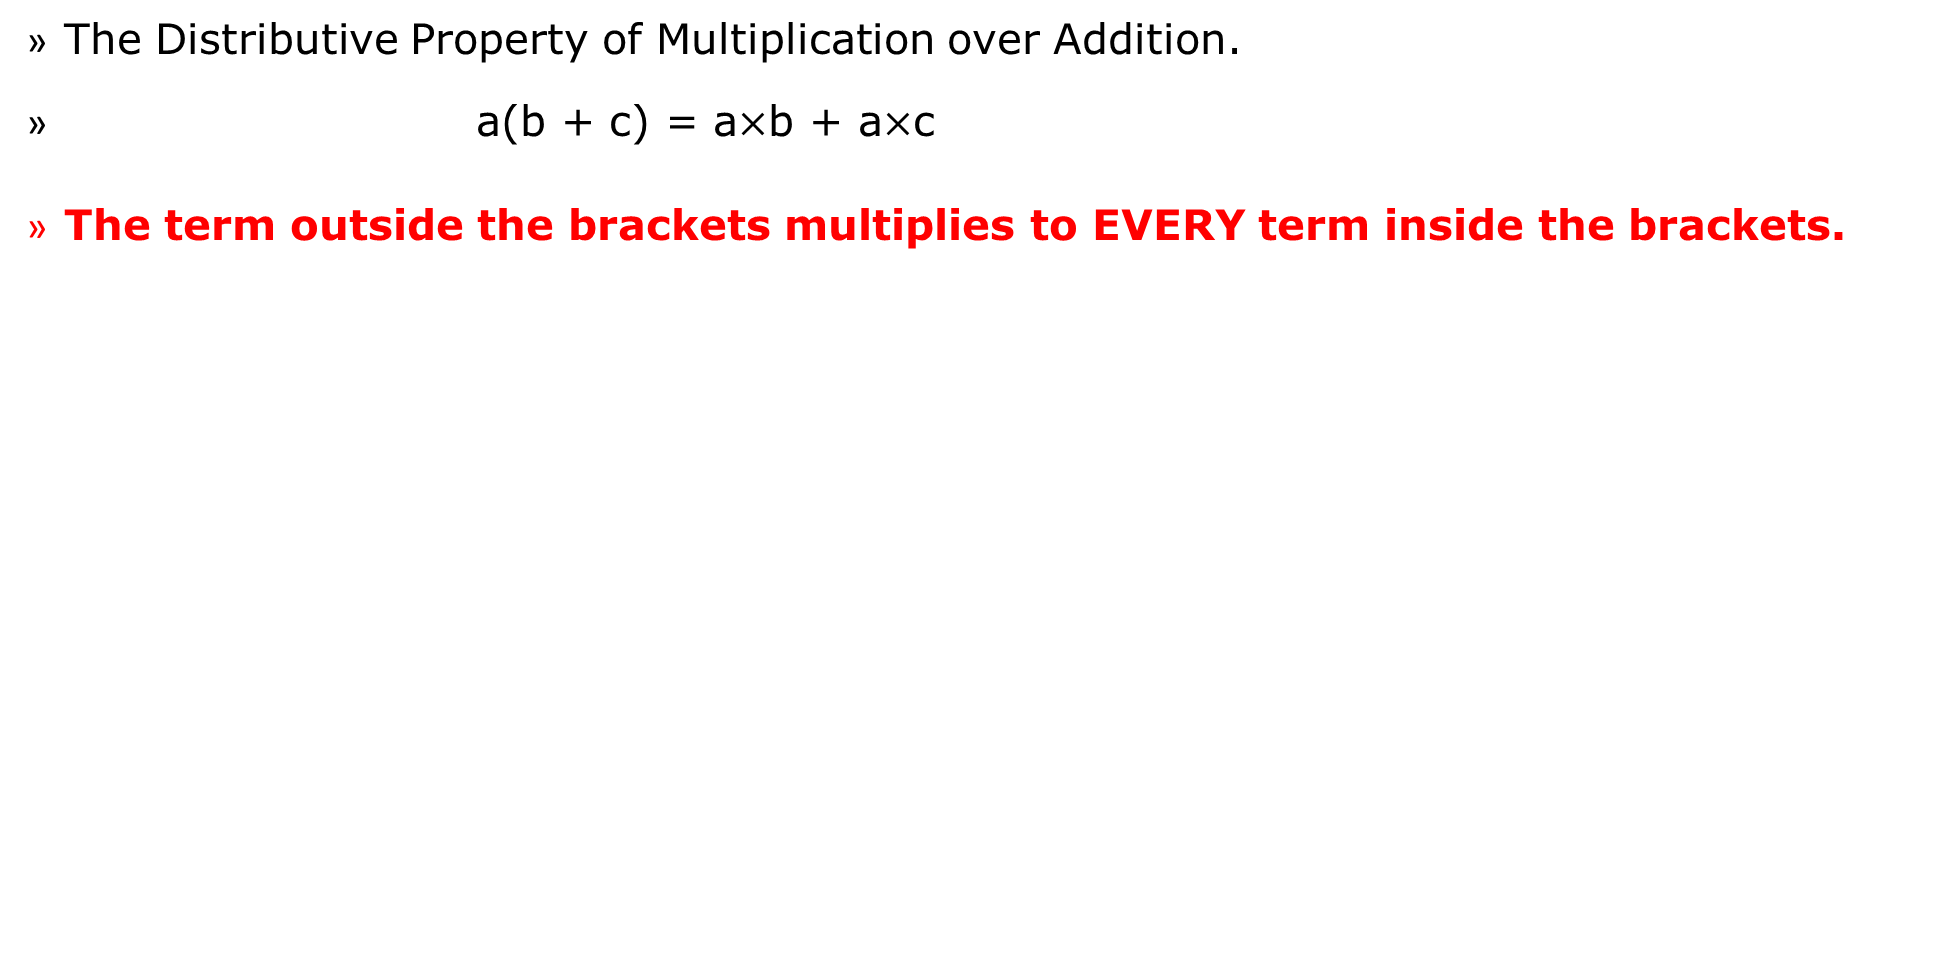 » The Distributive Property of Multiplication over Addition.
» a(b + c) = a×b + a×c
» The term outside the brackets multiplies to EVERY term inside the brackets.